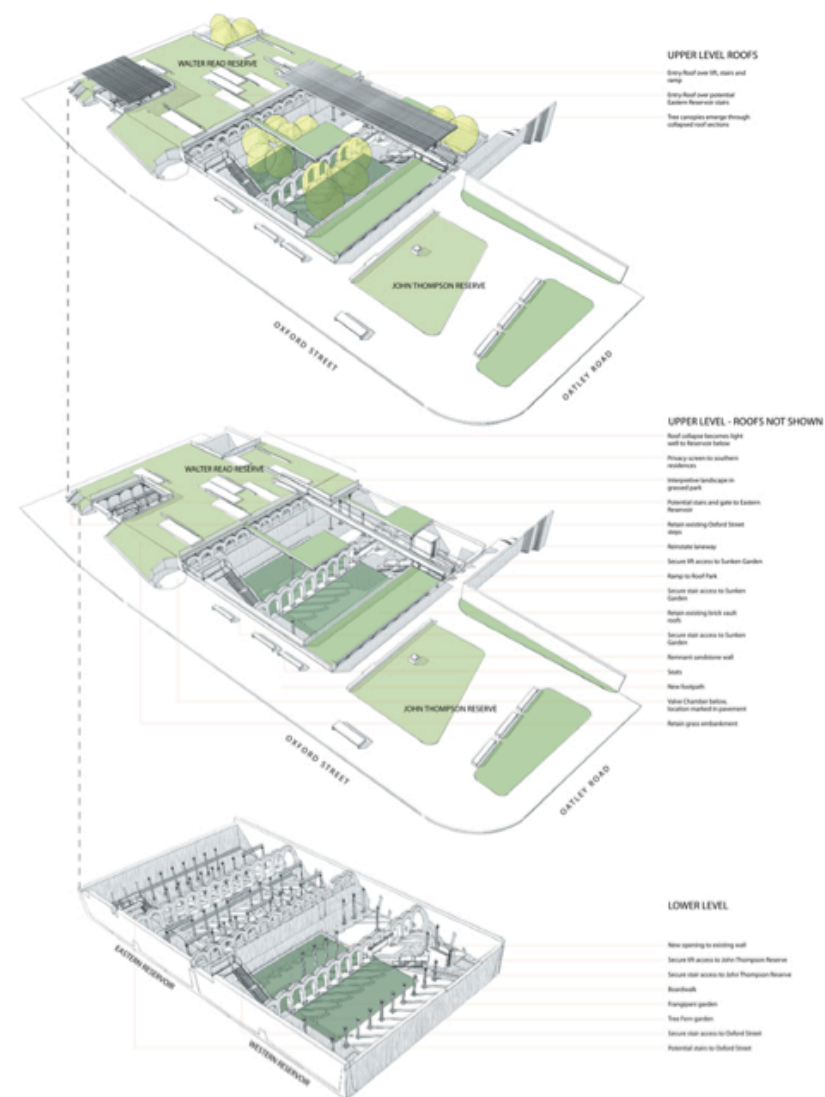 UPPER LEVEL ROOFS
Entry Roof over lift, stairs and
ramp
Entry Roof over potential
Eastern Reservoir stairs
Tree canopies emerge through
collapsed roof sections
WALTER READ RESERVE
JOHN THOMPSON RESERVE
OXFORD STREET
OATLEY ROAD
UPPER LEVEL - ROOFS NOT SHOWN
Roof collapse becomes light
well to Reservoir below
Privacy screen to southern
residences
Interpretive landscape in
grassed park
Potential stairs and gate to Eastern
Reservoir
Retain existing Oxford Street
steps
Reinstate laneway
Secure lift access to Sunken Garden
Ramp to Roof Park
Secure stair access to Sunken
Garden
Retain existing brick vault
roofs
Secure stair access to Sunken
Garden
Remnant sandstone wall
Seats
New footpath
Valve Chamber below,
location marked in pavement
Retain grass embankment
WALTER READ RESERVE
JOHN THOMPSON RESERVE
OXFORD STREET
OATLEY ROAD
LOWER LEVEL
New opening to existing wall
Secure lift access to John Thompson Reserve
Secure stair access to John Thompson Reserve
Boardwalk
Frangipani garden
Tree Fern garden
Secure stair access to Oxford Street
Potential stairs to Oxford Street
EASTERN RESERVOIR
WESTERN RESERVOIR